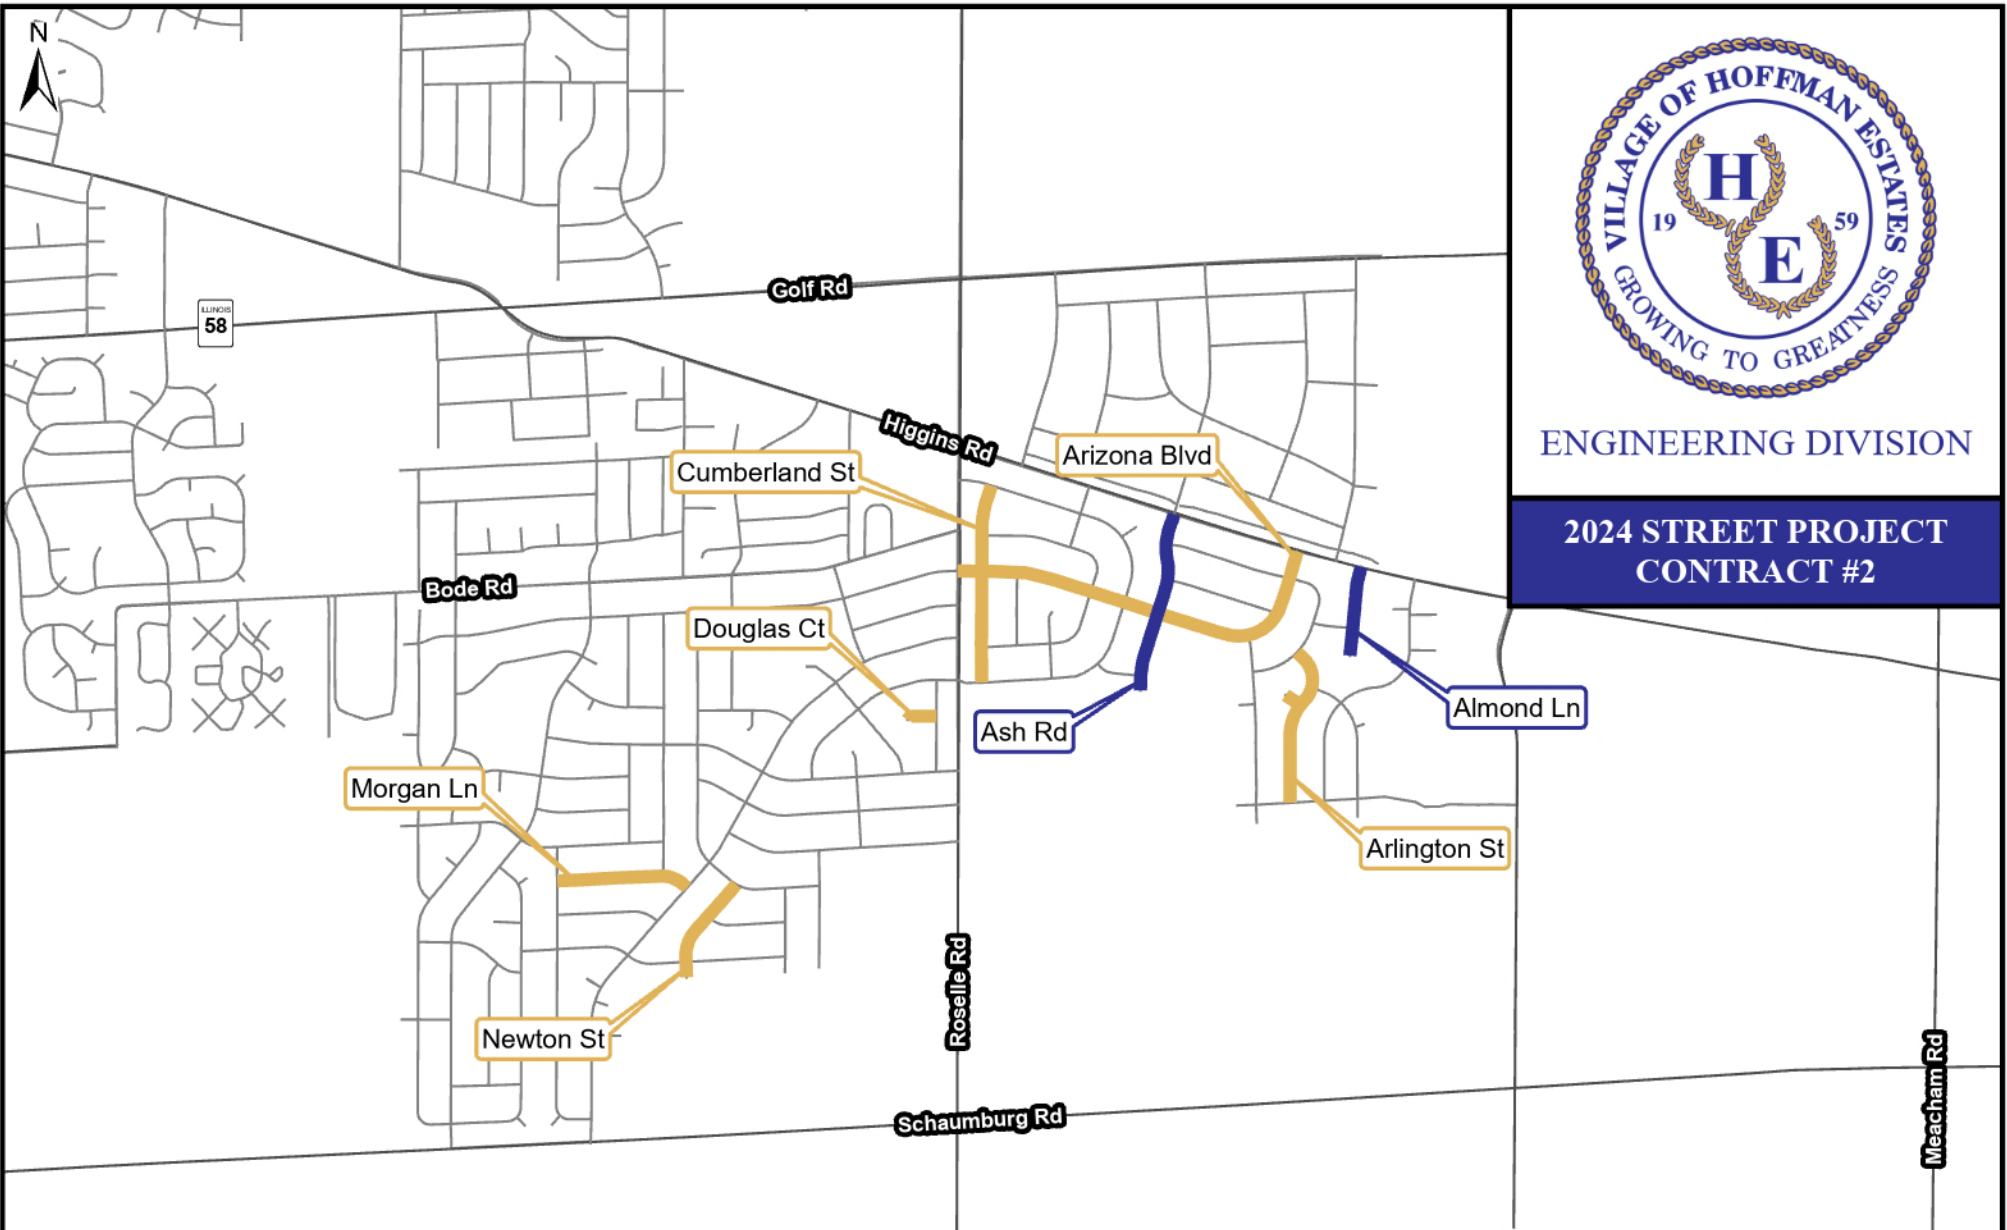 N
VILLAGE OF HOFFMAN ESTATES
H
19
59
E
GROWING TO GREATNESS
ENGINEERING DIVISION
2024 STREET PROJECT
CONTRACT #2
Golf Rd
ILLINOIS
58
Higgins Rd
Arizona Blvd
Cumberland St
Bode Rd
Douglas Ct
Almond Ln
Ash Rd
Morgan Ln
Arlington St
Roselle Rd
Newton St
Meacham Rd
Schaumburg Rd